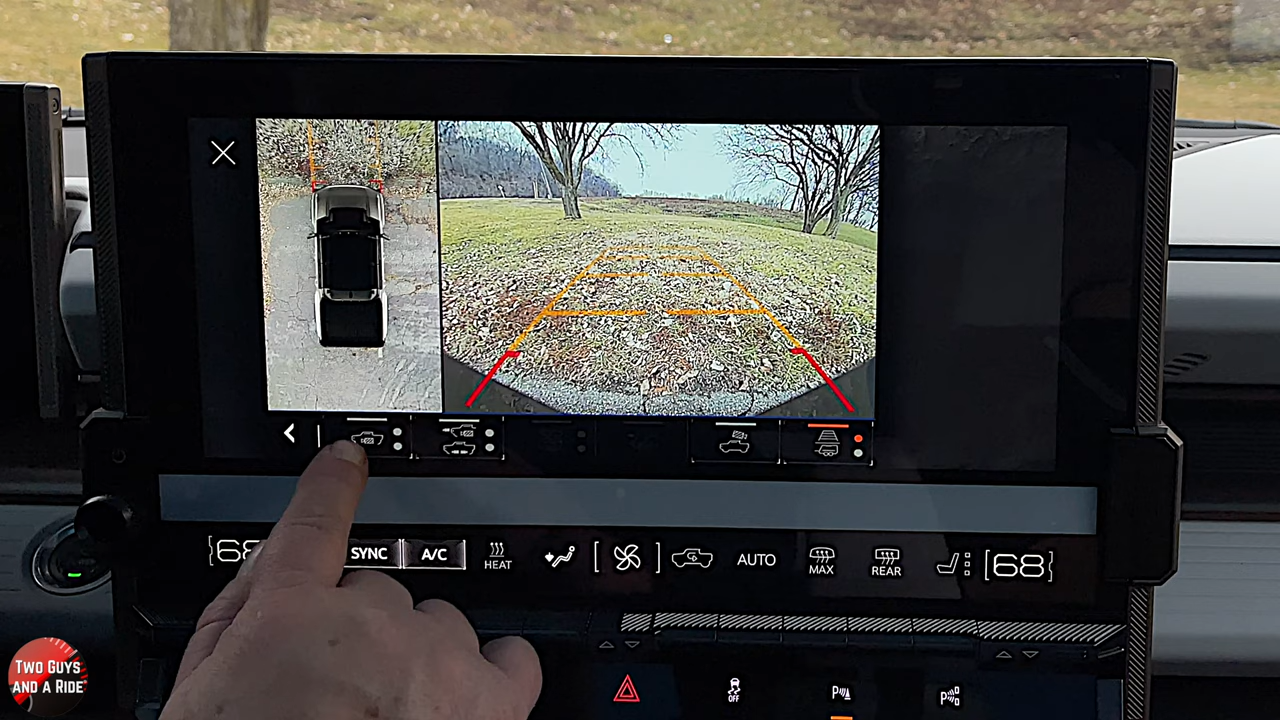 68
SYNC
A/C
HEAT
AUTO
MAX
REAR
68
OFF
P
P
TWO GUYS
AND A RIDE